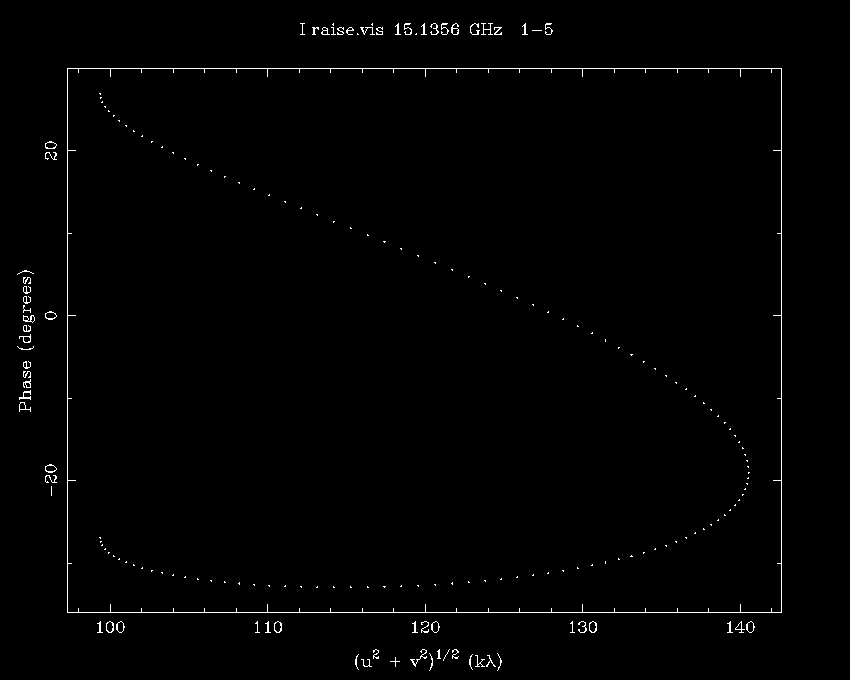 I raise.vis 15.1356 GHz 1-5
20
0
-20
Phase (degrees)
100 110 120 130 140
(u² + v²)¹/² (kλ)